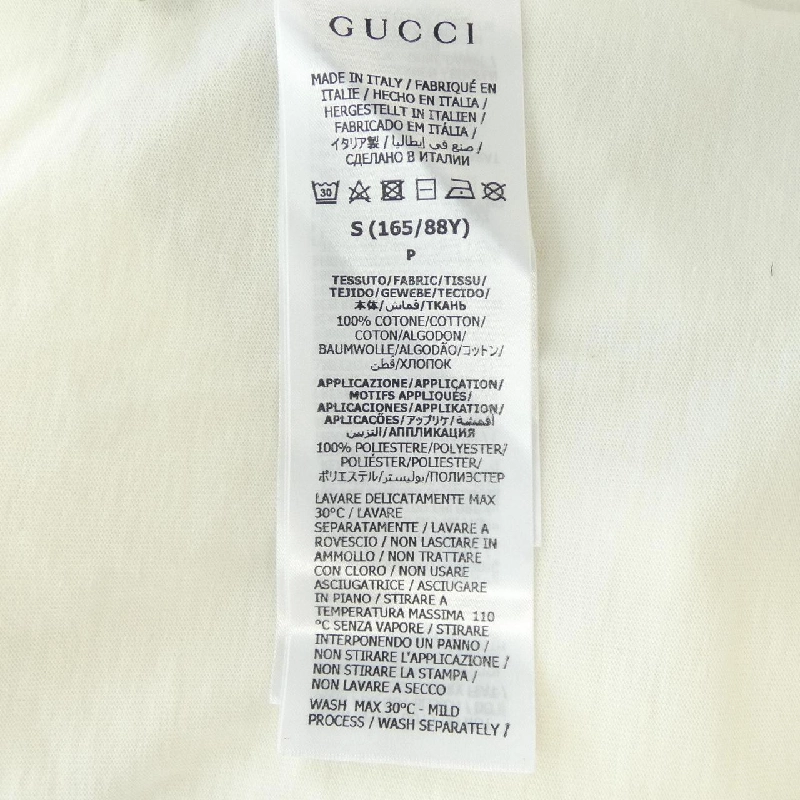 GUCCI
MADE IN ITALY / FABRIQUÉ EN
ITALIE / HECHO EN ITALIA /
HERGESTELLT IN ITALIEN /
FABRICADO EM ITÁLIA /
イタリア製 / صنع في إيطاليا /
СДЕЛАНО В ИТАЛИИ
30
S (165/88Y)
P
TESSUTO/FABRIC/TISSU/
TEJIDO/GEWEBE/TECIDO/
本体/قماش/ТКАНЬ
100% COTONE/COTTON/
COTON/ALGODON/
BAUMWOLLE/ALGODÃO/コットン/
قطن/ХЛОПОК
APPLICAZIONE/APPLICATION/
MOTIFS APPLIQUÉS/
APLICACIONES/APPLIKATION/
APLICACÕES/アップリケ/أقمشة
التزيين/АППЛИКАЦИЯ
100% POLIESTERE/POLYESTER/
POLIÉSTER/POLIESTER/
ポリエステル/بوليستر/ПОЛИЭСТЕР
LAVARE DELICATAMENTE MAX
30°C / LAVARE
SEPARATAMENTE / LAVARE A
ROVESCIO / NON LASCIARE IN
AMMOLLO / NON TRATTARE
CON CLORO / NON USARE
ASCIUGATRICE / ASCIUGARE
IN PIANO / STIRARE A
TEMPERATURA MASSIMA 110
°C SENZA VAPORE / STIRARE
INTERPONENDO UN PANNO /
NON STIRARE L'APPLICAZIONE /
NON STIRARE LA STAMPA /
NON LAVARE A SECCO
WASH MAX 30°C - MILD
PROCESS / WASH SEPARATELY /